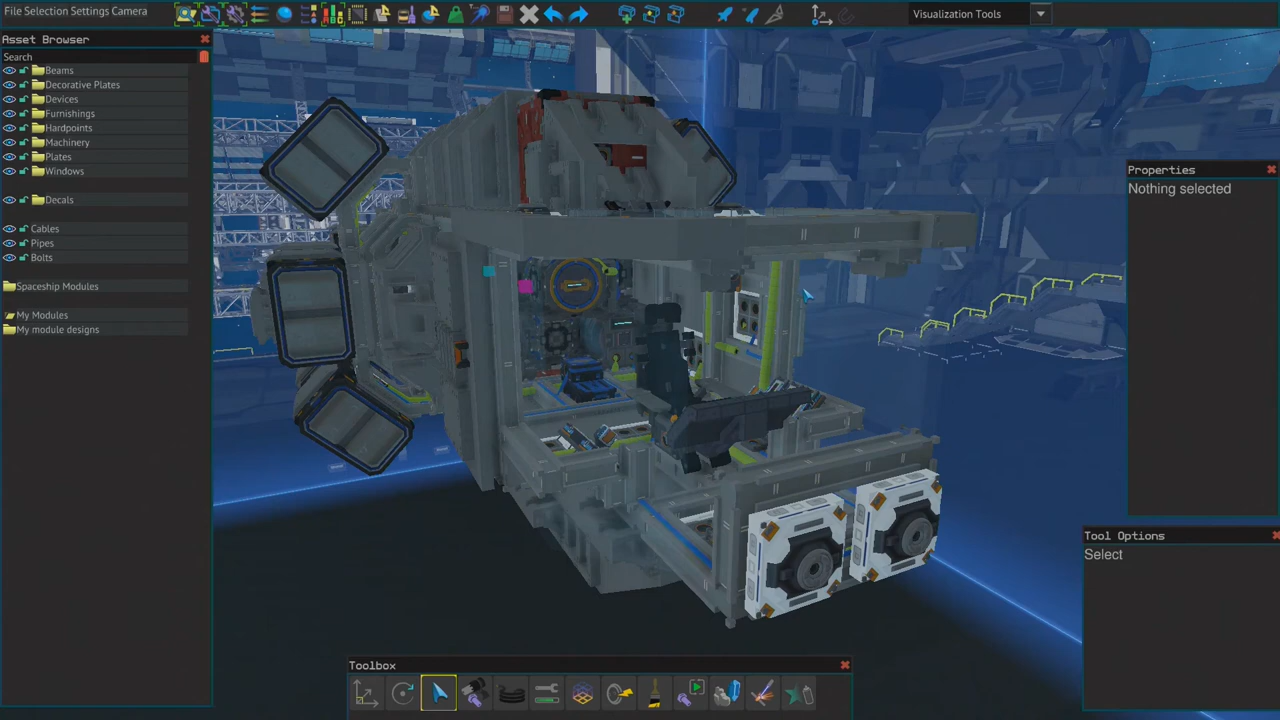 File Selection Settings Camera
Visualization Tools
Asset Browser
Search
Beams
Decorative Plates
Devices
Furnishings
Hardpoints
Machinery
Plates
Windows
Decals
Cables
Pipes
Bolts
Spaceship Modules
My Modules
My module designs
Properties
Nothing selected
Tool Options
Select
Toolbox